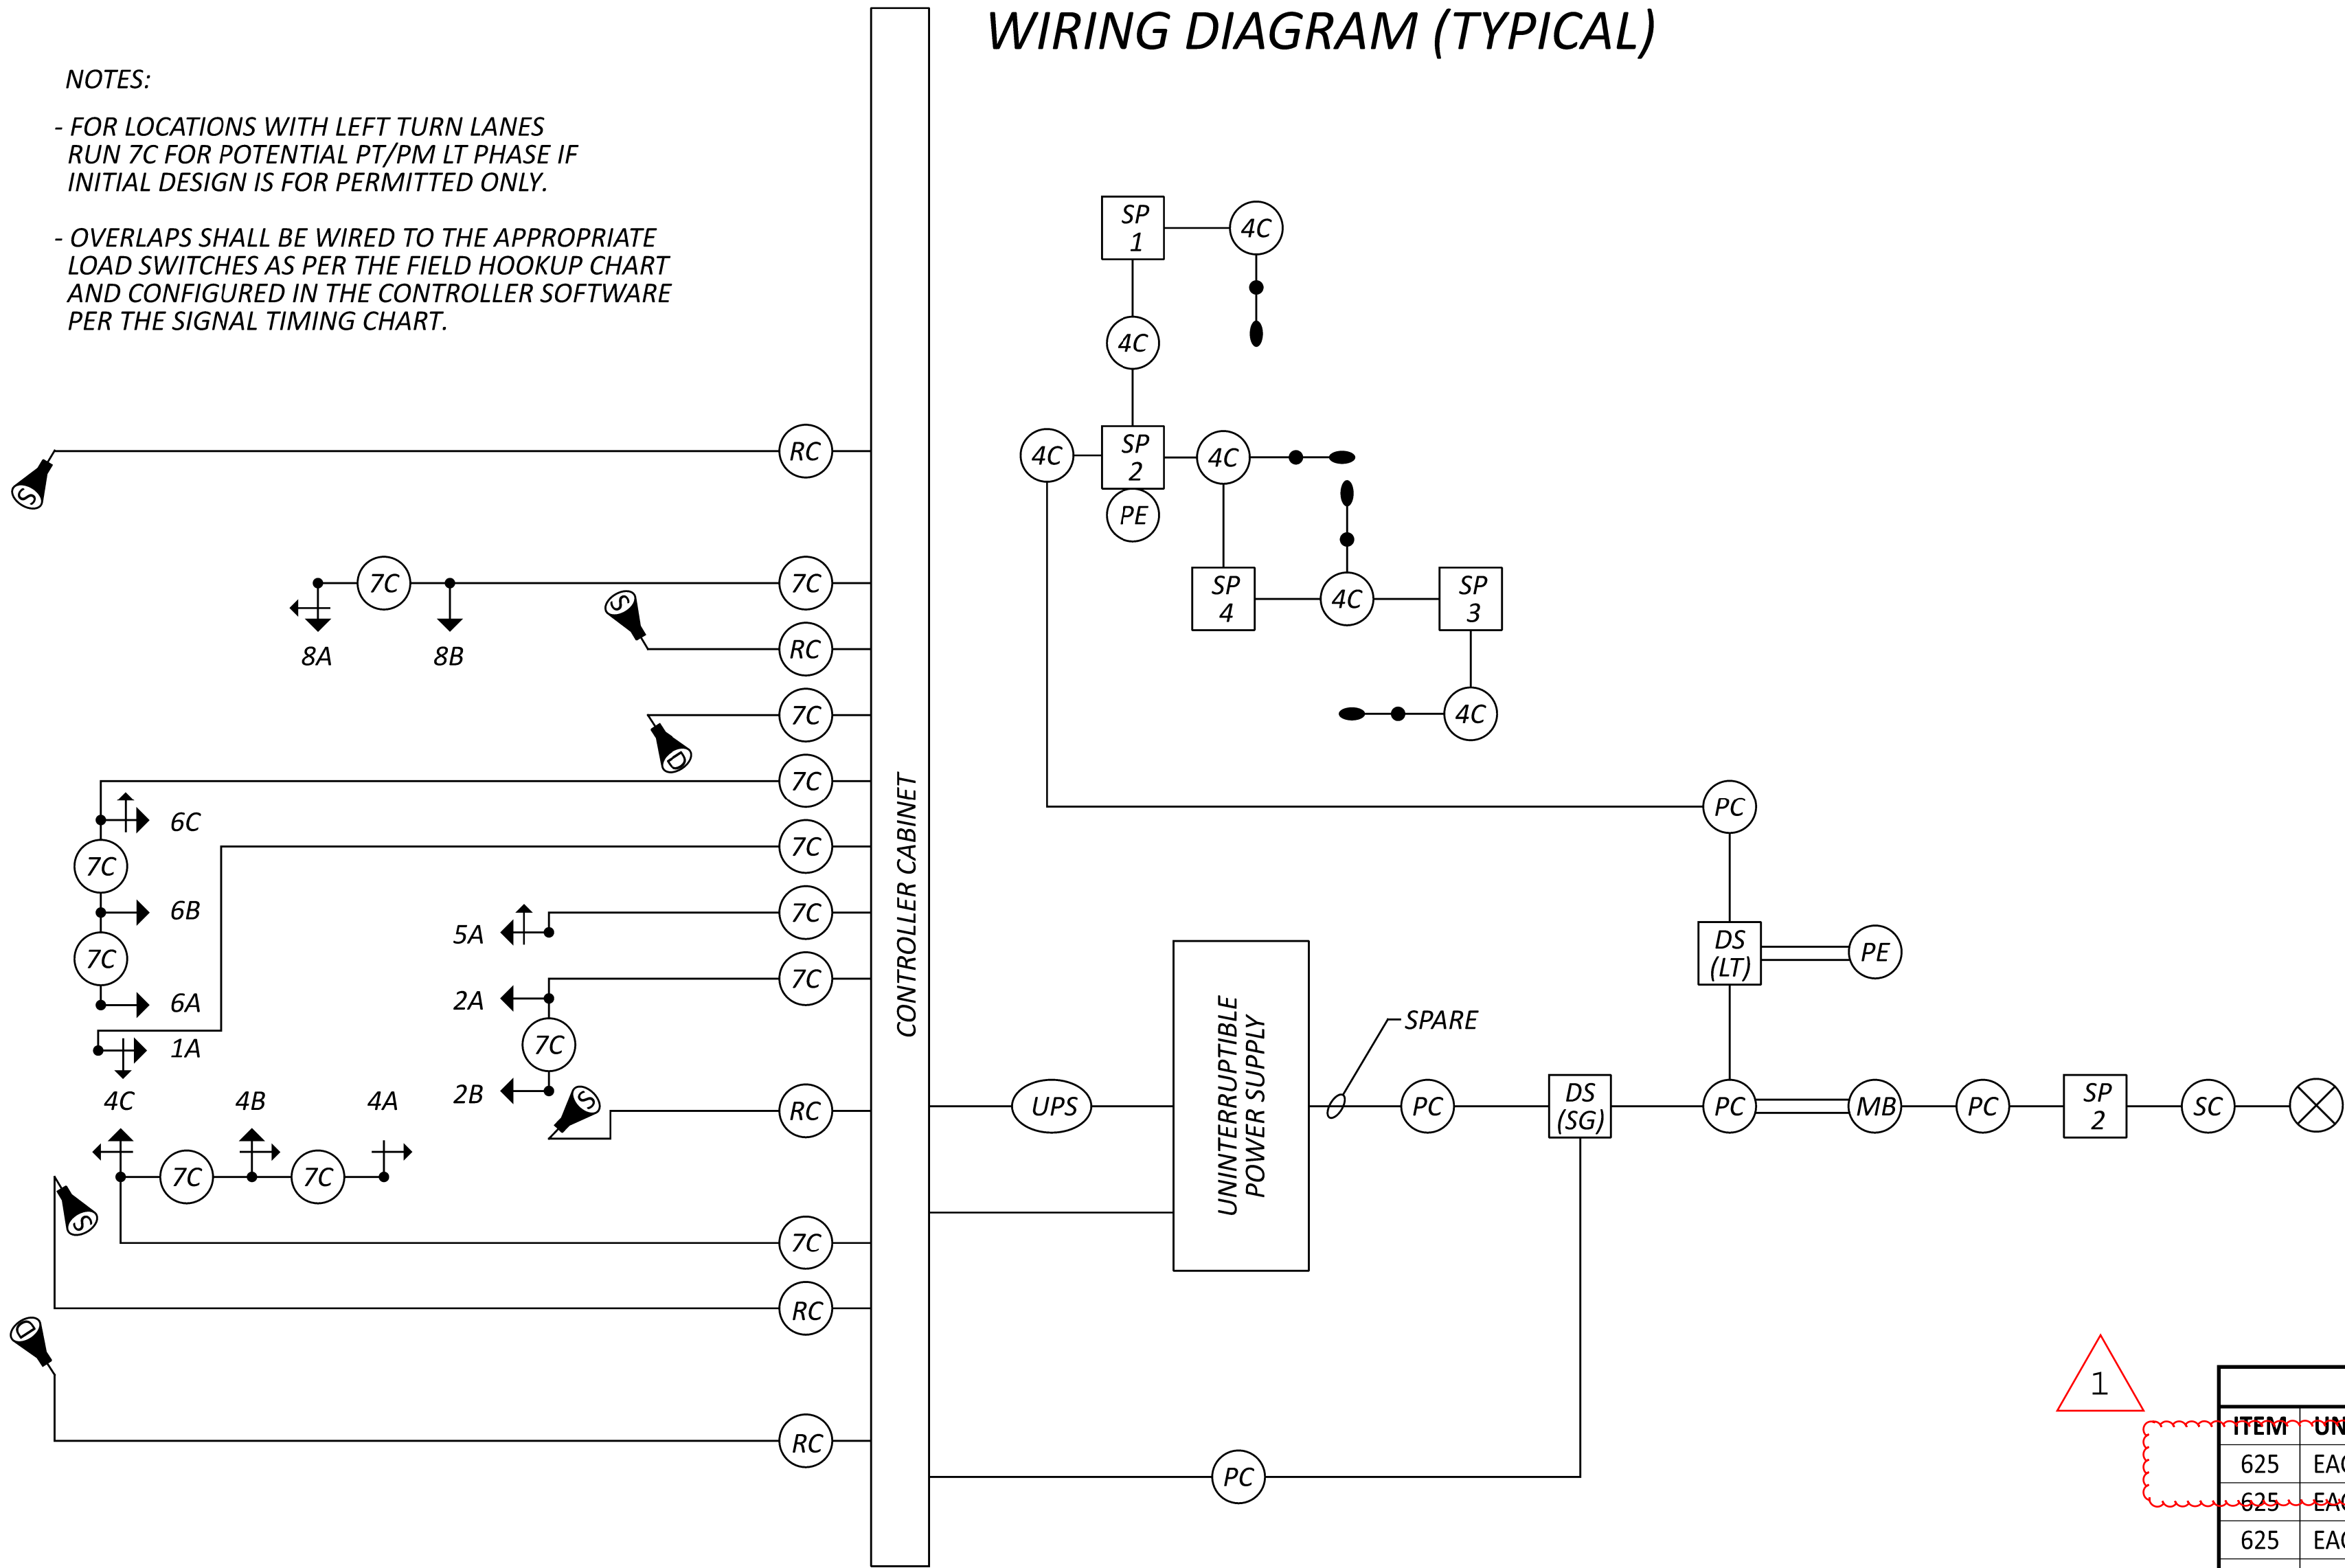 WIRING DIAGRAM (TYPICAL)
NOTES:
- FOR LOCATIONS WITH LEFT TURN LANES
RUN 7C FOR POTENTIAL PT/PM LT PHASE IF
INITIAL DESIGN IS FOR PERMITTED ONLY.
- OVERLAPS SHALL BE WIRED TO THE APPROPRIATE
LOAD SWITCHES AS PER THE FIELD HOOKUP CHART
AND CONFIGURED IN THE CONTROLLER SOFTWARE
PER THE SIGNAL TIMING CHART.
RC
S
7C
7C
8A
8B
S
RC
7C
D
7C
6C
7C
7C
6B
7C
6A
1A
7C
5A
7C
2A
7C
2B
S
RC
4C
4B
4A
7C
7C
S
7C
RC
D
RC
CONTROLLER CABINET
SP
1
4C
4C
4C
SP
2
4C
PE
SP
4
4C
SP
3
4C
PC
DS
(LT)
PE
UNINTERRUPTIBLE
POWER SUPPLY
SPARE
UPS
PC
DS
(SG)
PC
MB
PC
SP
2
SC
PC
1
ITEM
625
625
625